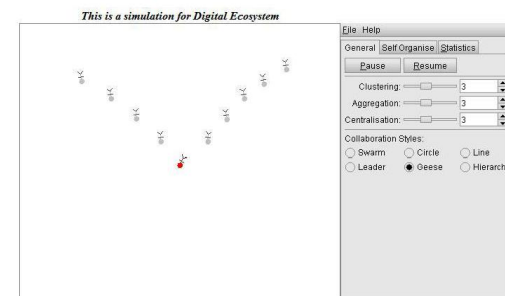 This is a simulation for Digital Ecosystem
File Help
General Self Organise Statistics
Pause Resume
Clustering: 3
Aggregation: 3
Centralisation: 3
Collaboration Styles:
Swarm Circle Line
Leader Geese Hierarch